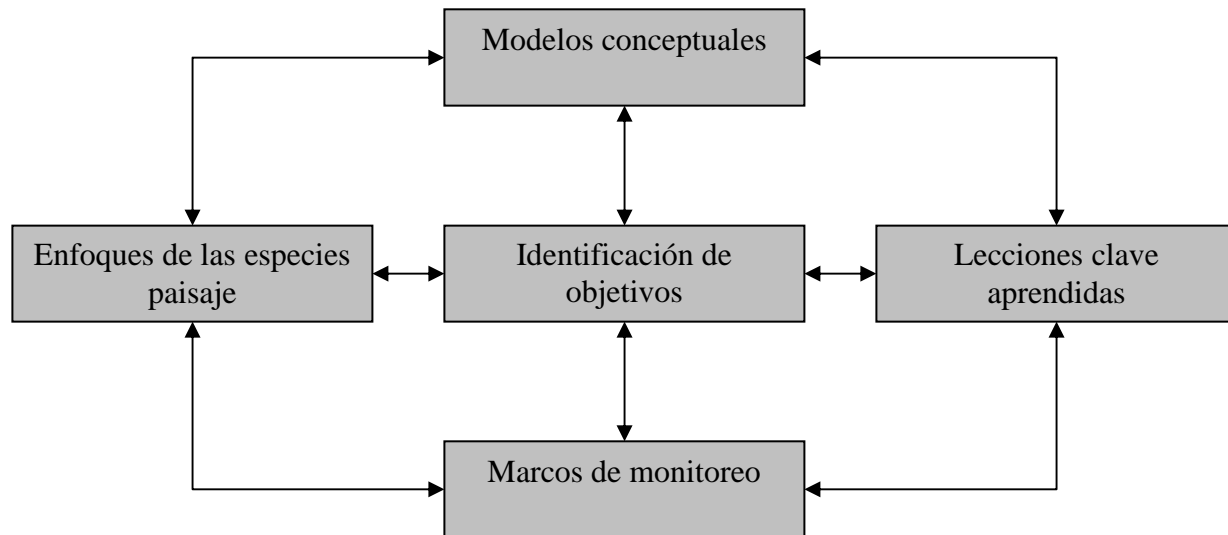 Modelos conceptuales
Enfoques de las especies
paisaje
Identificación de
objetivos
Lecciones clave
aprendidas
Marcos de monitoreo